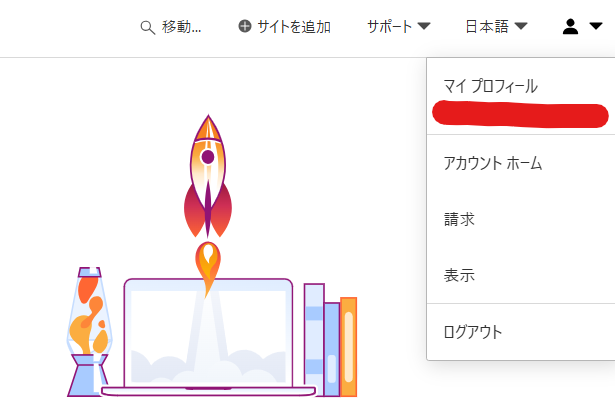 移動...
サイトを追加
サポート
日本語
マイ プロフィール
アカウント ホーム
請求
表示
ログアウト